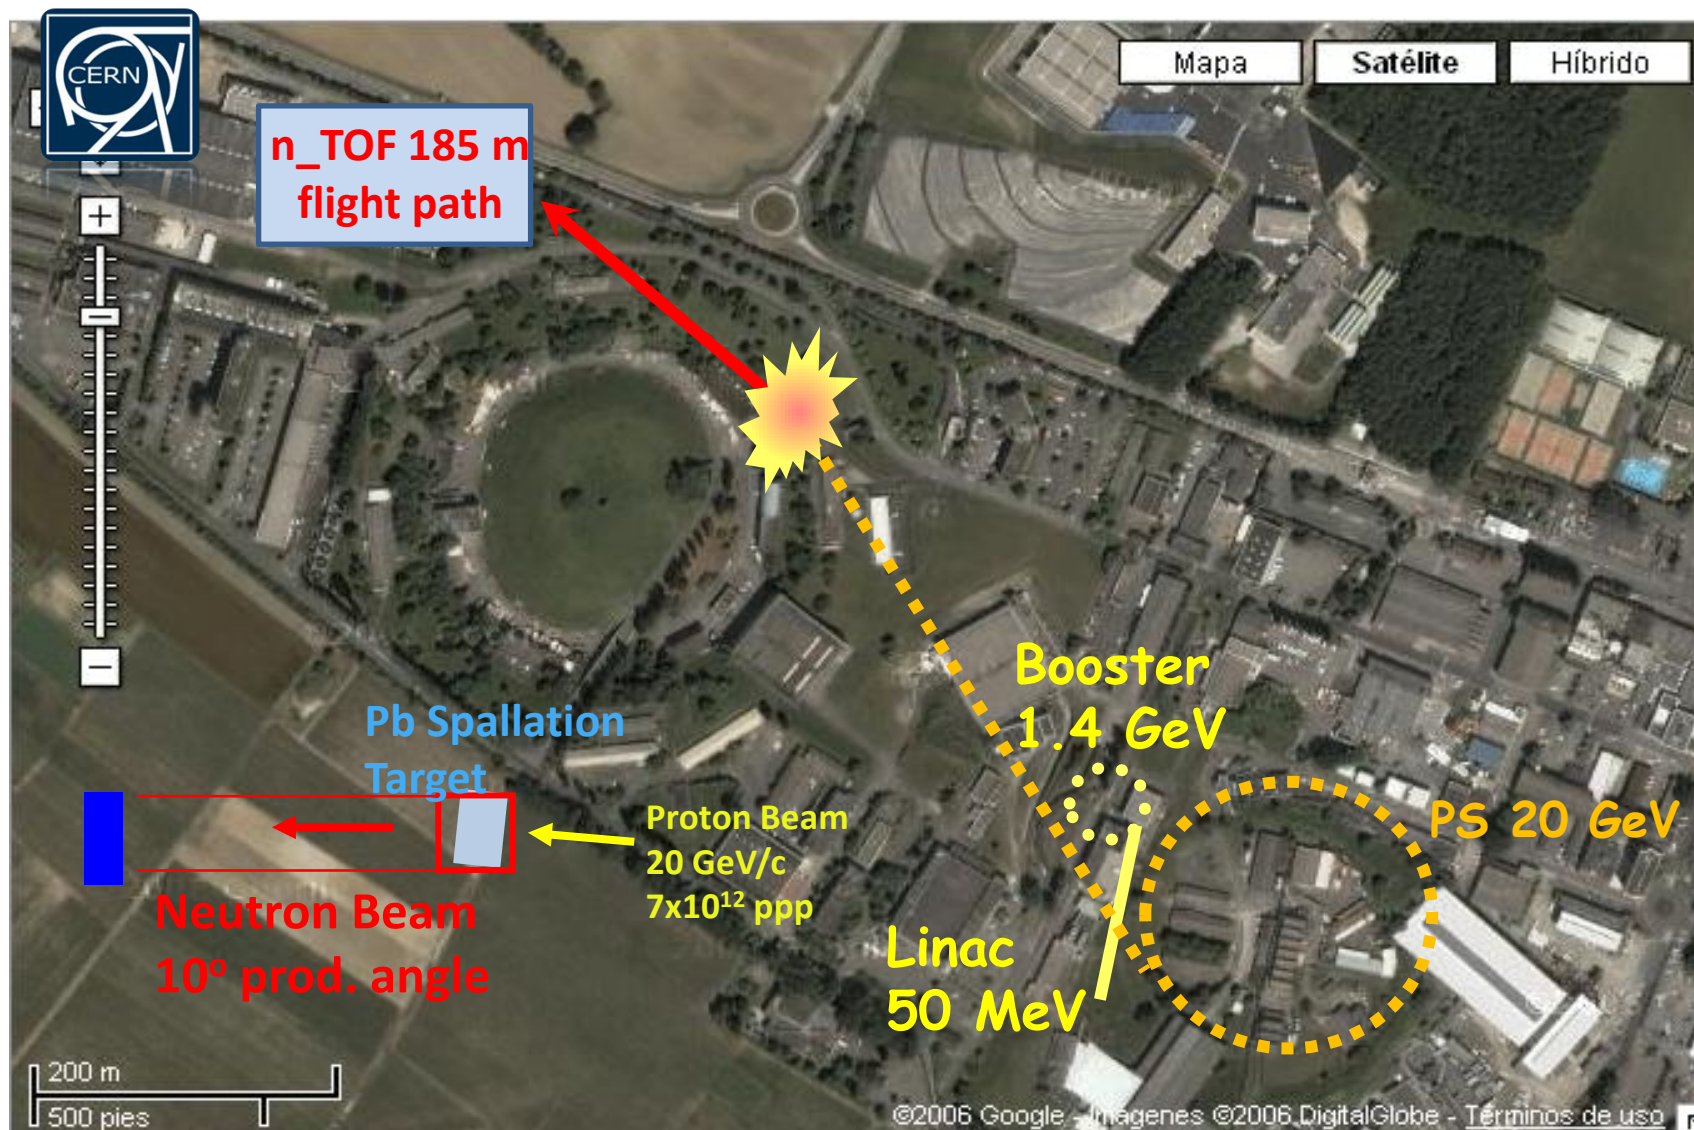 CERN
Mapa
Satélite
Híbrido
n_TOF 185 m
flight path
+
−
Booster
1.4 GeV
Pb Spallation
Target
PS 20 GeV
Proton Beam
20 GeV/c
7x10¹² ppp
Neutron Beam
10º prod. angle
Linac
50 MeV
200 m
500 pies
©2006 Google - Imágenes ©2006 DigitalGlobe - Términos de uso